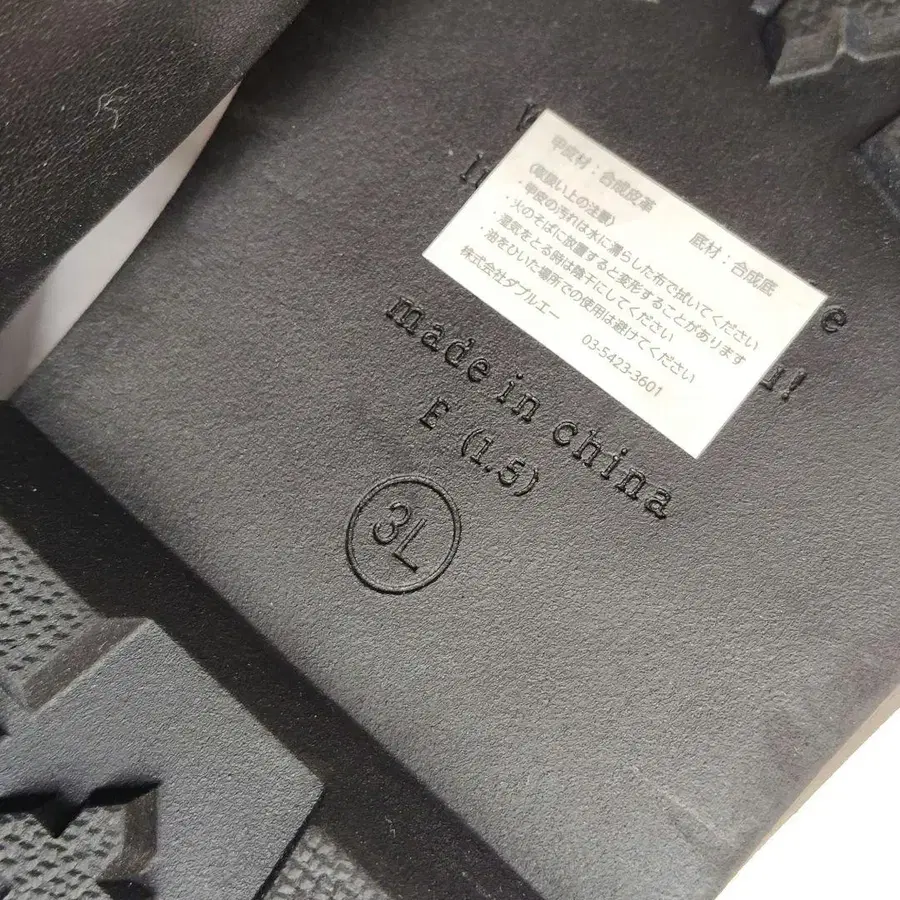 甲皮材：合成皮革　底材：合成底
(取扱い上の注意)
・甲皮の汚れは水に濡らした布で拭いてください
・火のそばに放置すると変形することがあります
・湿気をとる時は陰干にしてください
・油をひいた場所での使用は避けてください
株式会社ダブルエー　03-5423-3601
made in china
E (1.5)
3L